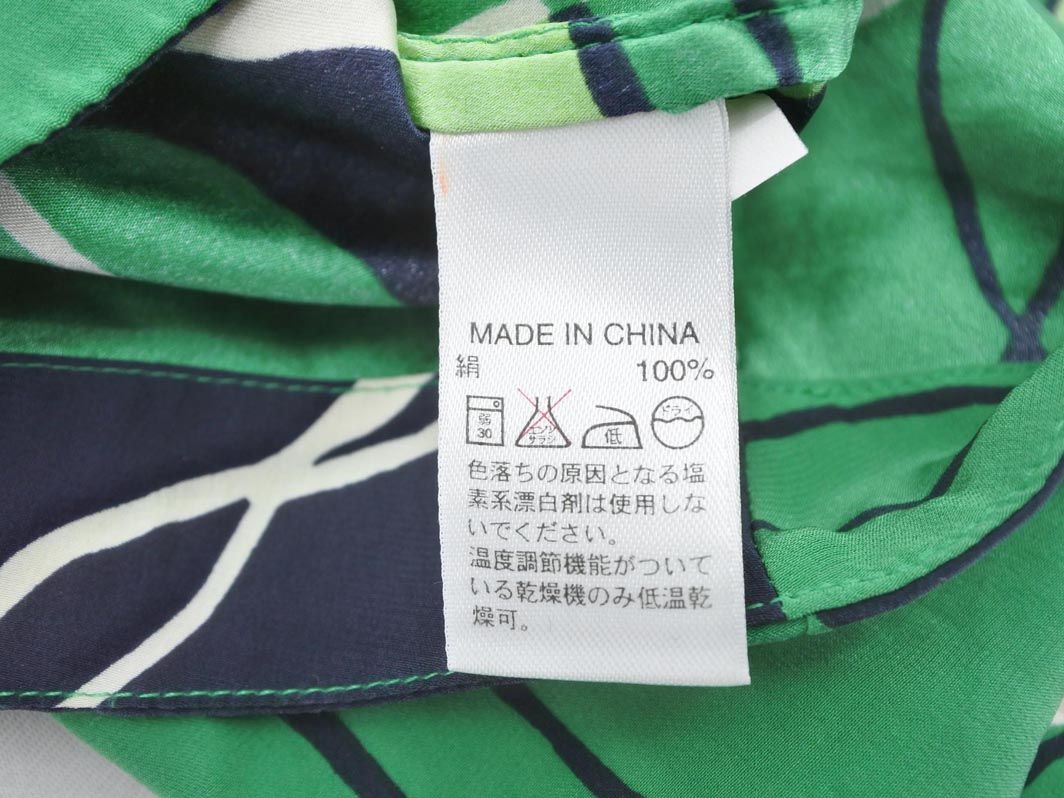 MADE IN CHINA
絹 100%
弱 30 エンソ サラシ 低 ドライ
色落ちの原因となる塩
素系漂白剤は使用しな
いでください。
温度調節機能がついて
いる乾燥機のみ低温乾
燥可。